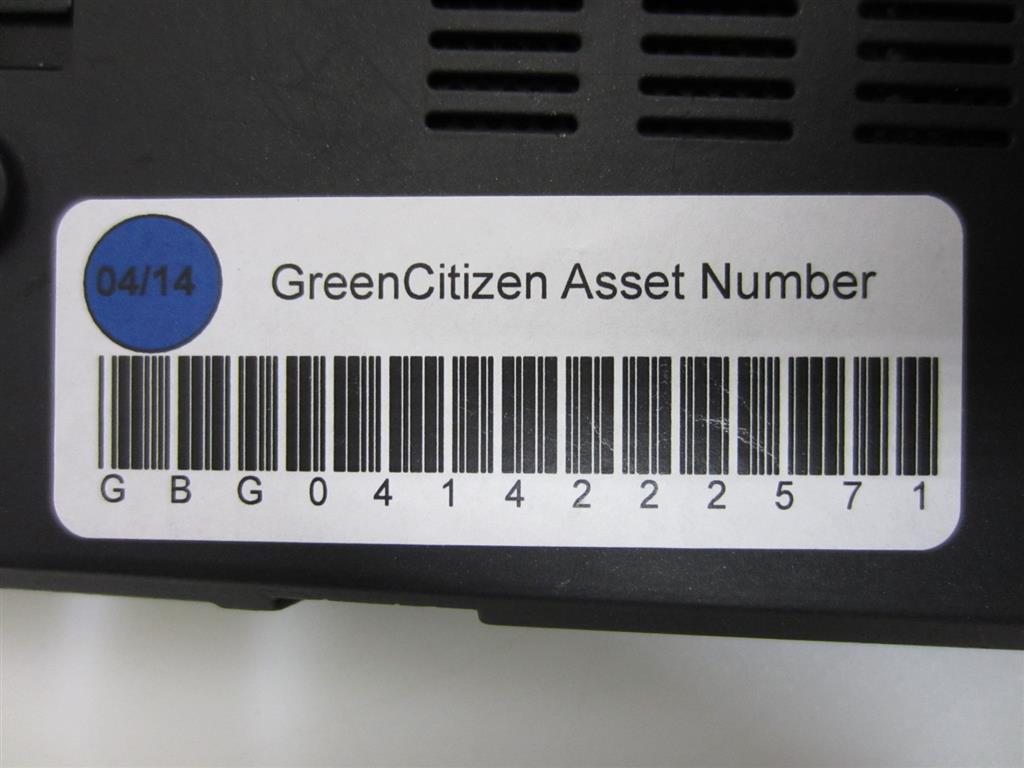 04/14
GreenCitizen Asset Number
G B G 0 4 1 4 2 2 2 5 7 1